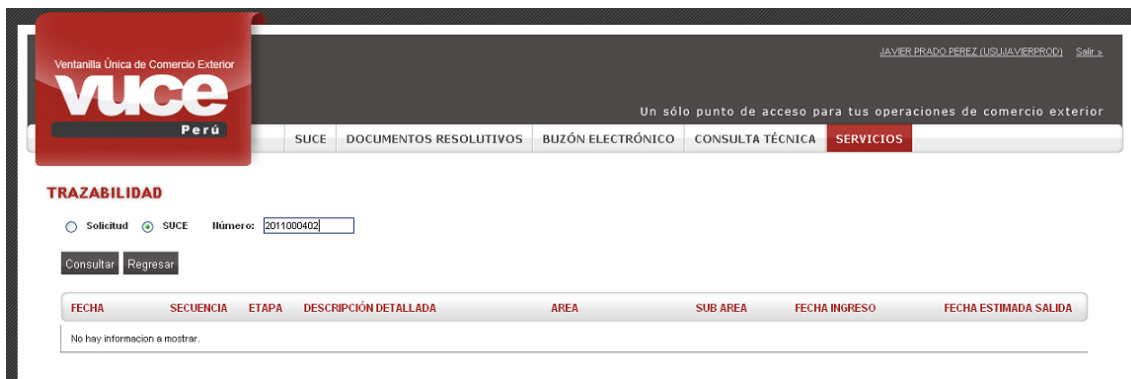 JAVIER PRADO PEREZ (USUJAVIERPROD) Salir »
Ventanilla Única de Comercio Exterior
vuce
Perú
Un sólo punto de acceso para tus operaciones de comercio exterior
SUCE DOCUMENTOS RESOLUTIVOS BUZÓN ELECTRÓNICO CONSULTA TÉCNICA SERVICIOS
TRAZABILIDAD
Solicitud SUCE Número: 2011000402
Consultar Regresar
FECHA SECUENCIA ETAPA DESCRIPCIÓN DETALLADA AREA SUB AREA FECHA INGRESO FECHA ESTIMADA SALIDA
No hay informacion a mostrar.